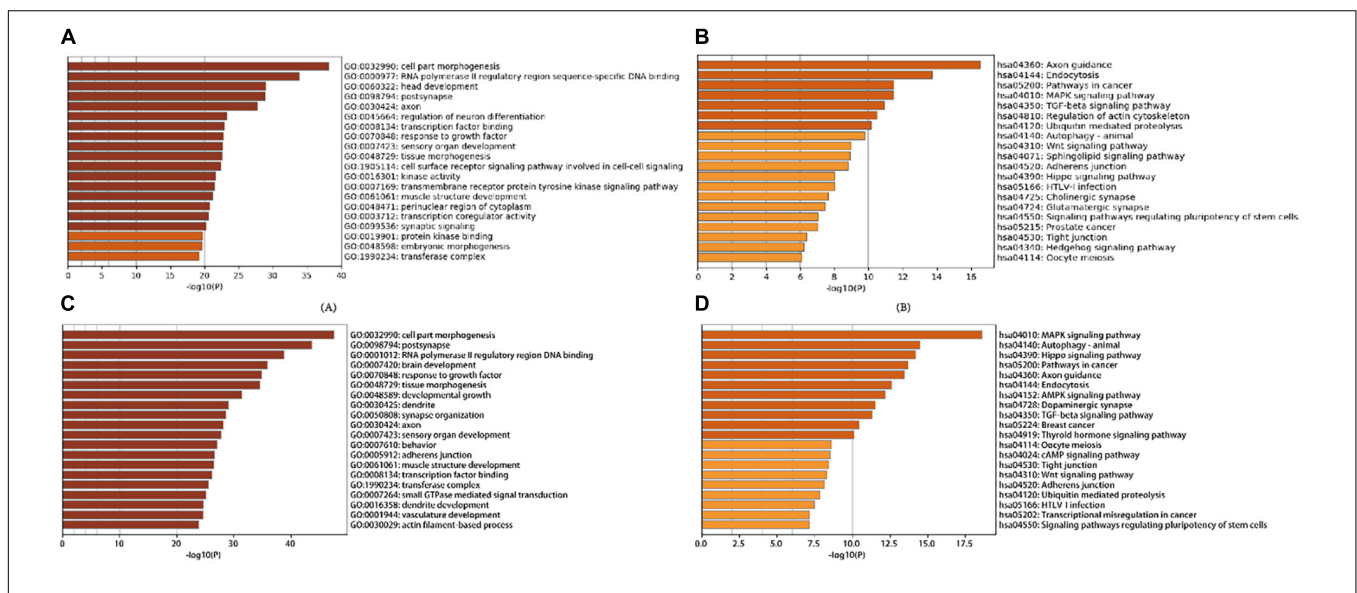 A
GO:0032990: cell part morphogenesis
GO:0000977: RNA polymerase II regulatory region sequence-specific DNA binding
GO:0060322: head development
GO:0098794: postsynapse
GO:0030424: axon
GO:0045664: regulation of neuron differentiation
GO:0008134: transcription factor binding
GO:0070848: response to growth factor
GO:0007423: sensory organ development
GO:0048729: tissue morphogenesis
GO:1905114: cell surface receptor signaling pathway involved in cell-cell signaling
GO:0016301: kinase activity
GO:0007169: transmembrane receptor protein tyrosine kinase signaling pathway
GO:0061061: muscle structure development
GO:0048471: perinuclear region of cytoplasm
GO:0003712: transcription coregulator activity
GO:0099536: synaptic signaling
GO:0019901: protein kinase binding
GO:0048598: embryonic morphogenesis
GO:1990234: transferase complex
0 5 10 15 20 25 30 35 40
-log10(P)
B
hsa04360: Axon guidance
hsa04144: Endocytosis
hsa05200: Pathways in cancer
hsa04010: MAPK signaling pathway
hsa04350: TGF-beta signaling pathway
hsa04810: Regulation of actin cytoskeleton
hsa04120: Ubiquitin mediated proteolysis
hsa04140: Autophagy - animal
hsa04310: Wnt signaling pathway
hsa04071: Sphingolipid signaling pathway
hsa04520: Adherens junction
hsa04390: Hippo signaling pathway
hsa05166: HTLV-I infection
hsa04725: Cholinergic synapse
hsa04724: Glutamatergic synapse
hsa04550: Signaling pathways regulating pluripotency of stem cells
hsa05215: Prostate cancer
hsa04530: Tight junction
hsa04340: Hedgehog signaling pathway
hsa04114: Oocyte meiosis
0 2 4 6 8 10 12 14 16
-log10(P)
C
(A)
GO:0032990: cell part morphogenesis
GO:0098794: postsynapse
GO:0001012: RNA polymerase II regulatory region DNA binding
GO:0007420: brain development
GO:0070848: response to growth factor
GO:0048729: tissue morphogenesis
GO:0048589: developmental growth
GO:0030425: dendrite
GO:0050808: synapse organization
GO:0030424: axon
GO:0007423: sensory organ development
GO:0007610: behavior
GO:0005912: adherens junction
GO:0061061: muscle structure development
GO:0008134: transcription factor binding
GO:1990234: transferase complex
GO:0007264: small GTPase mediated signal transduction
GO:0016358: dendrite development
GO:0001944: vasculature development
GO:0030029: actin filament-based process
0 10 20 30 40
-log10(P)
D
(B)
hsa04010: MAPK signaling pathway
hsa04140: Autophagy - animal
hsa04390: Hippo signaling pathway
hsa05200: Pathways in cancer
hsa04360: Axon guidance
hsa04144: Endocytosis
hsa04152: AMPK signaling pathway
hsa04728: Dopaminergic synapse
hsa04350: TGF-beta signaling pathway
hsa05224: Breast cancer
hsa04919: Thyroid hormone signaling pathway
hsa04114: Oocyte meiosis
hsa04024: cAMP signaling pathway
hsa04530: Tight junction
hsa04310: Wnt signaling pathway
hsa04520: Adherens junction
hsa04120: Ubiquitin mediated proteolysis
hsa05166: HTLV I infection
hsa05202: Transcriptional misregulation in cancer
hsa04550: Signaling pathways regulating pluripotency of stem cells
0.0 2.5 5.0 7.5 10.0 12.5 15.0 17.5
-log10(P)